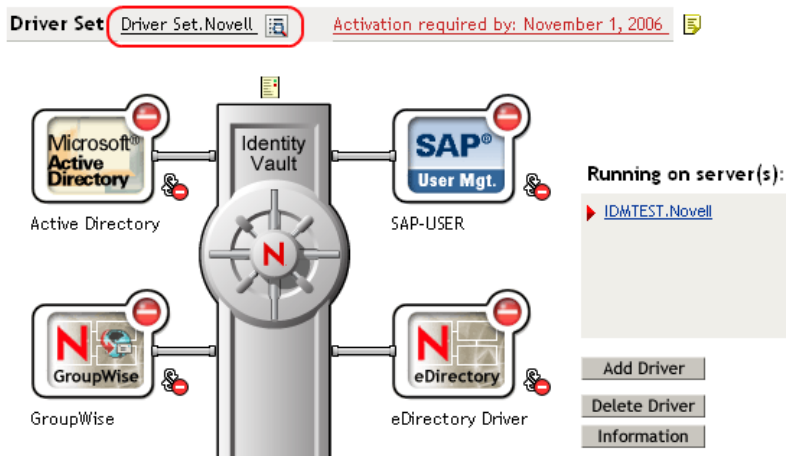 Driver Set Driver Set.Novell Activation required by: November 1, 2006
Identity
Vault
Microsoft®
Active
Directory
Active Directory
SAP®
User Mgt.
SAP-USER
Running on server(s):
IDMTEST.Novell
N
N
GroupWise
GroupWise
N
eDirectory
eDirectory Driver
Add Driver
Delete Driver
Information